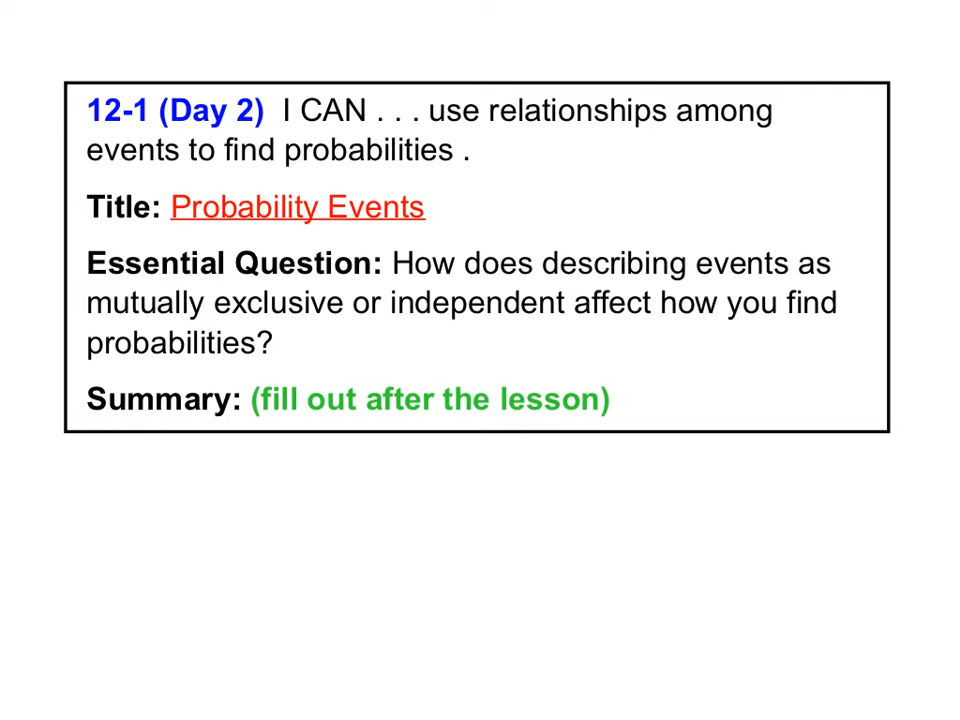 12-1 (Day 2) I CAN . . . use relationships among
events to find probabilities .
Title: Probability Events
Essential Question: How does describing events as
mutually exclusive or independent affect how you find
probabilities?
Summary: (fill out after the lesson)